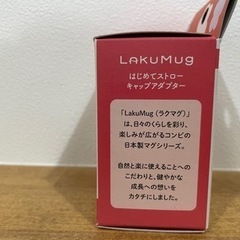 LAKUMUG
はじめてストロー
キャップアダプター
「LakuMug（ラクマグ）」
は、日々のくらしを彩り、
楽しみが広がるコンビの
日本製マグシリーズ。
自然と楽に使えることへの
こだわりと、健やかな
成長への想いを
カタチにしました。